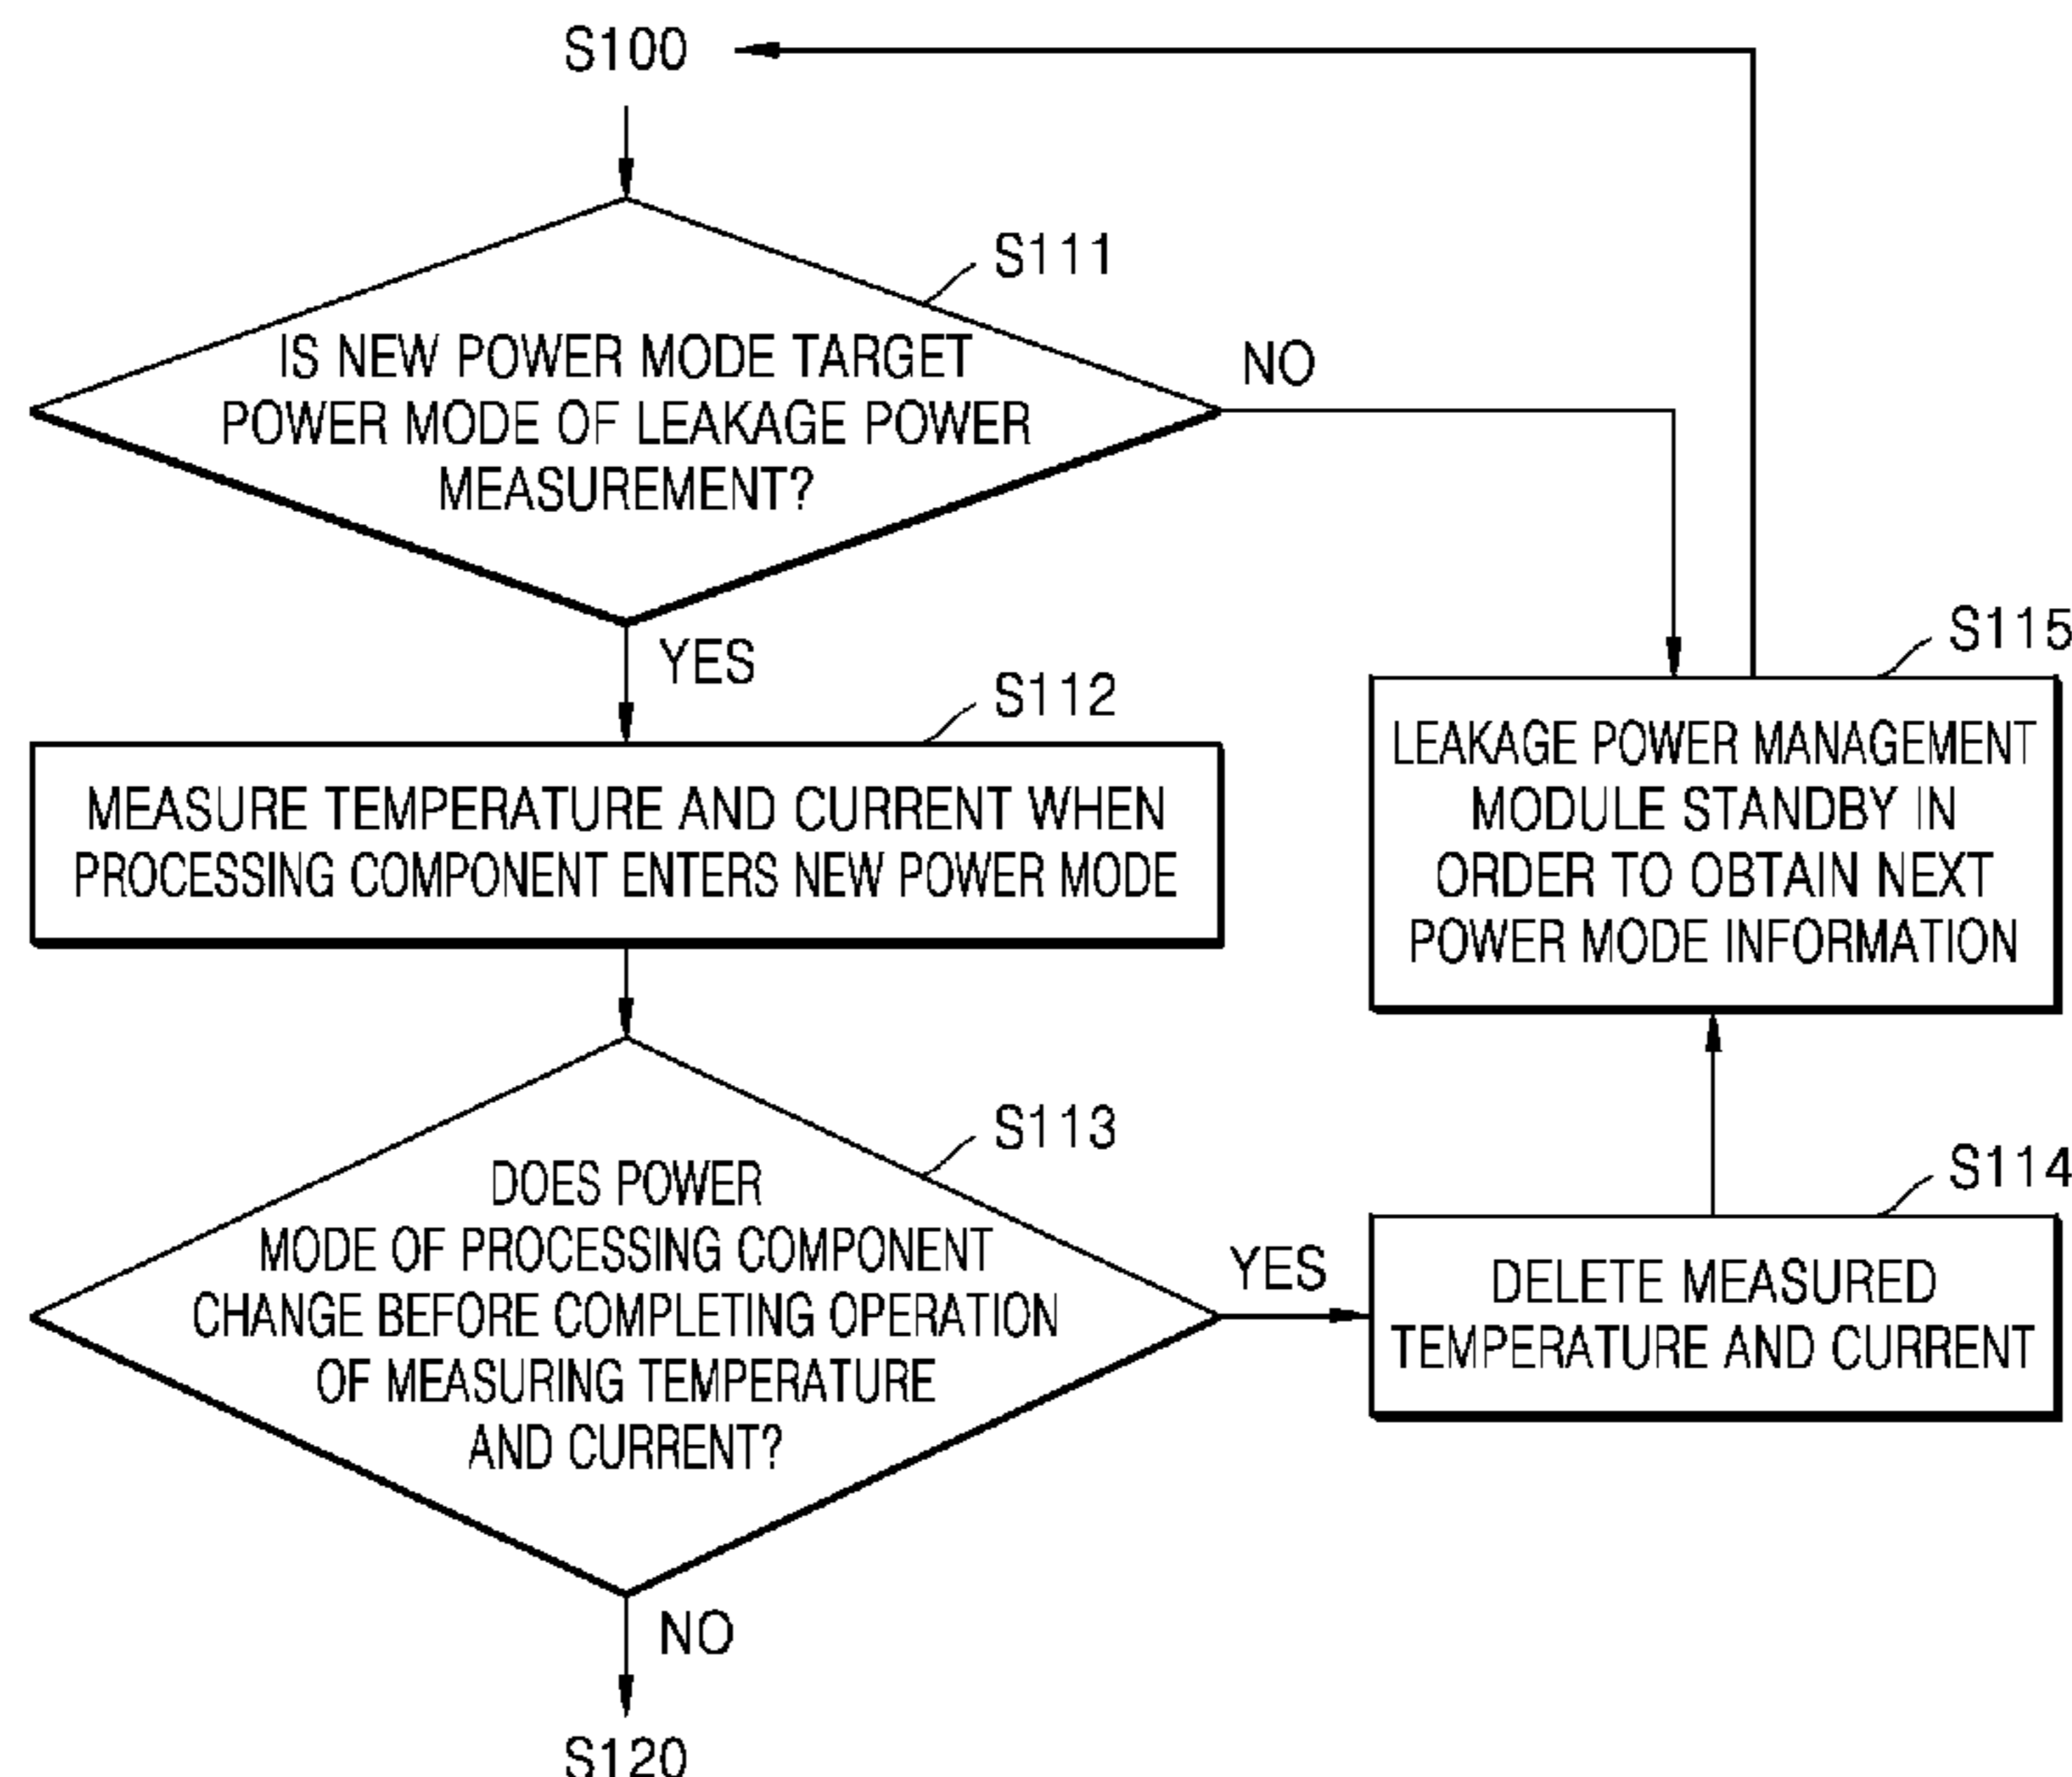 S100
S111
IS NEW POWER MODE TARGET
POWER MODE OF LEAKAGE POWER
MEASUREMENT?
NO
YES
S112
MEASURE TEMPERATURE AND CURRENT WHEN
PROCESSING COMPONENT ENTERS NEW POWER MODE
S115
LEAKAGE POWER MANAGEMENT
MODULE STANDBY IN
ORDER TO OBTAIN NEXT
POWER MODE INFORMATION
S113
DOES POWER
MODE OF PROCESSING COMPONENT
CHANGE BEFORE COMPLETING OPERATION
OF MEASURING TEMPERATURE
AND CURRENT?
YES
S114
DELETE MEASURED
TEMPERATURE AND CURRENT
NO
S120